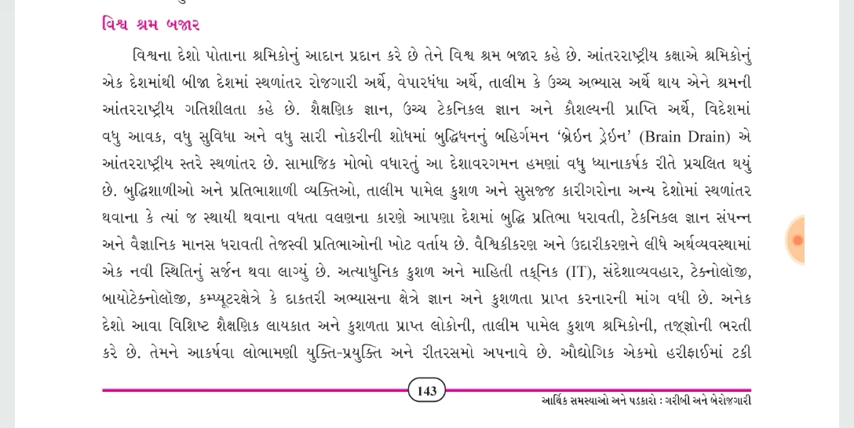 વિશ્વ શ્રમ બજાર
વિશ્વના દેશો પોતાના શ્રમિકોનું આદાન પ્રદાન કરે છે તેને વિશ્વ શ્રમ બજાર કહે છે. આંતરરાષ્ટ્રીય કક્ષાએ શ્રમિકોનું
એક દેશમાંથી બીજા દેશમાં સ્થળાંતર રોજગારી અર્થે, વેપારધંધા અર્થે, તાલીમ કે ઉચ્ચ અભ્યાસ અર્થે થાય એને શ્રમની
આંતરરાષ્ટ્રીય ગતિશીલતા કહે છે. શૈક્ષણિક જ્ઞાન, ઉચ્ચ ટેકનિકલ જ્ઞાન અને કૌશલ્યની પ્રાપ્તિ અર્થે, વિદેશમાં
વધુ આવક, વધુ સુવિધા અને વધુ સારી નોકરીની શોધમાં બુદ્ધિધનનું બહિર્ગમન ‘બ્રેઇન ડ્રેઇન’ (Brain Drain) એ
આંતરરાષ્ટ્રીય સ્તરે સ્થળાંતર છે. સામાજિક મોભો વધારતું આ દેશાવરગમન હમણાં વધુ ધ્યાનાકર્ષક રીતે પ્રચલિત થયું
છે. બુદ્ધિશાળીઓ અને પ્રતિભાશાળી વ્યક્તિઓ, તાલીમ પામેલ કુશળ અને સુસજ્જ કારીગરોના અન્ય દેશોમાં સ્થળાંતર
થવાના કે ત્યાં જ સ્થાયી થવાના વધતા વલણના કારણે આપણા દેશમાં બુદ્ધિ પ્રતિભા ધરાવતી, ટેકનિકલ જ્ઞાન સંપન્ન
અને વૈજ્ઞાનિક માનસ ધરાવતી તેજસ્વી પ્રતિભાઓની ખોટ વર્તાય છે. વૈશ્વિકીકરણ અને ઉદારીકરણને લીધે અર્થવ્યવસ્થામાં
એક નવી સ્થિતિનું સર્જન થવા લાગ્યું છે. અત્યાધુનિક કુશળ અને માહિતી તક્નિક (IT), સંદેશાવ્યવહાર, ટેક્નોલૉજી,
બાયોટેક્નોલૉજી, કમ્પ્યૂટરક્ષેત્રે કે દાકતરી અભ્યાસના ક્ષેત્રે જ્ઞાન અને કુશળતા પ્રાપ્ત કરનારની માંગ વધી છે. અનેક
દેશો આવા વિશિષ્ટ શૈક્ષણિક લાયકાત અને કુશળતા પ્રાપ્ત લોકોની, તાલીમ પામેલ કુશળ શ્રમિકોની, તજ્જ્ઞોની ભરતી
કરે છે. તેમને આકર્ષવા લોભામણી યુક્તિ-પ્રયુક્તિ અને રીતરસમો અપનાવે છે. ઔદ્યોગિક એકમો હરીફાઈમાં ટકી
143
આર્થિક સમસ્યાઓ અને પડકારો : ગરીબી અને બેરોજગારી